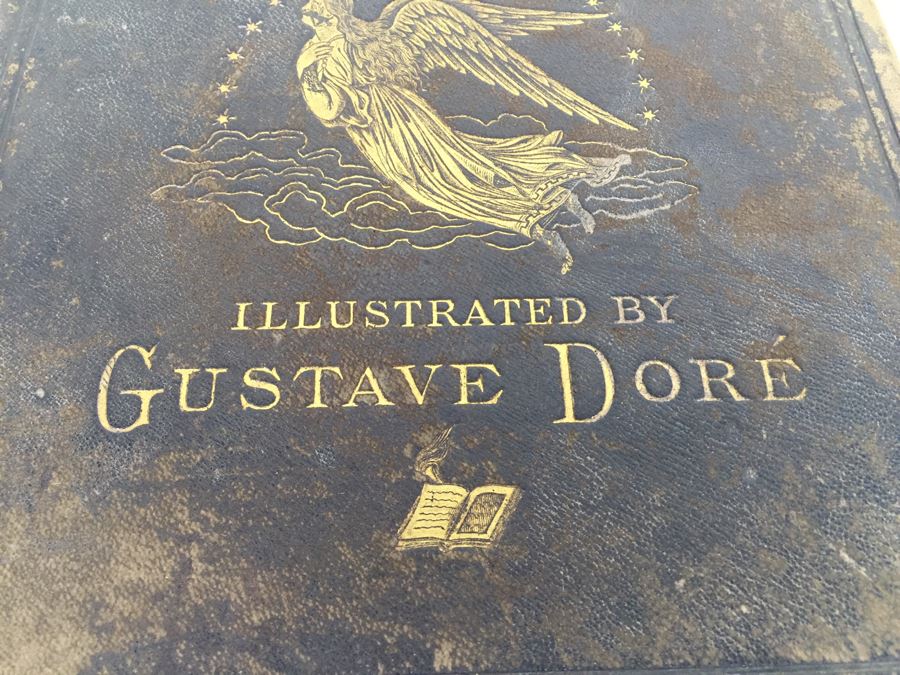 ILLUSTRATED BY
GUSTAVE DORÉ